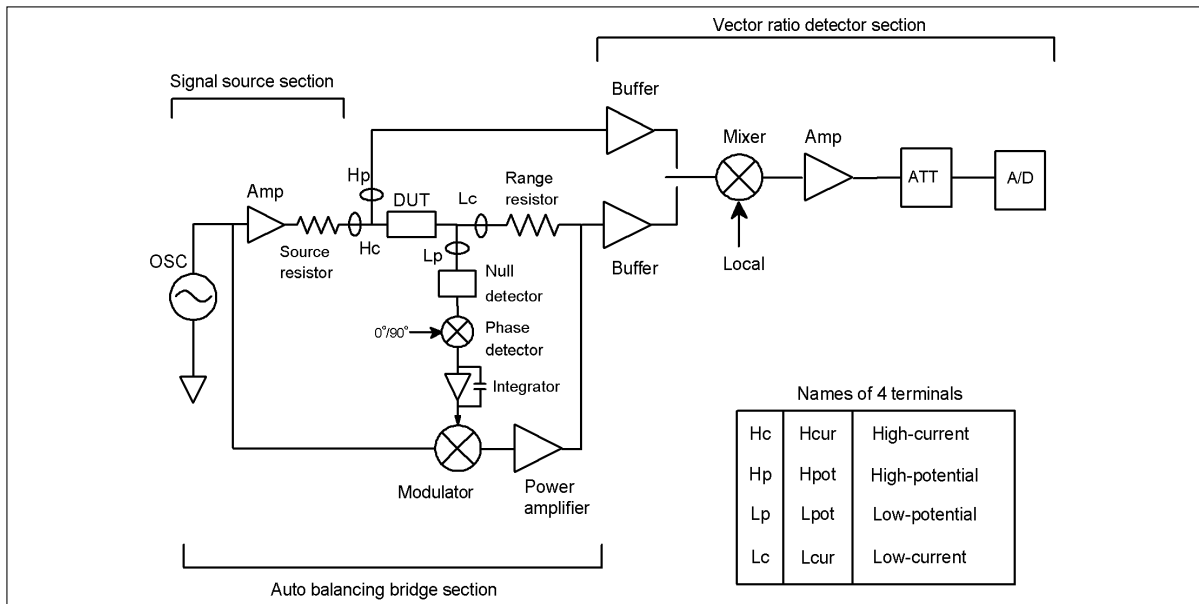 Vector ratio detector section
Signal source section
Buffer
Mixer
Amp
ATT
A/D
Local
Buffer
Hp
Amp
DUT
Lc
Range
resistor
Hc
Lp
Source
resistor
OSC
Null
detector
0°/90°
Phase
detector
Integrator
Modulator
Power
amplifier
Auto balancing bridge section
Names of 4 terminals
Hc Hcur High-current
Hp Hpot High-potential
Lp Lpot Low-potential
Lc Lcur Low-current